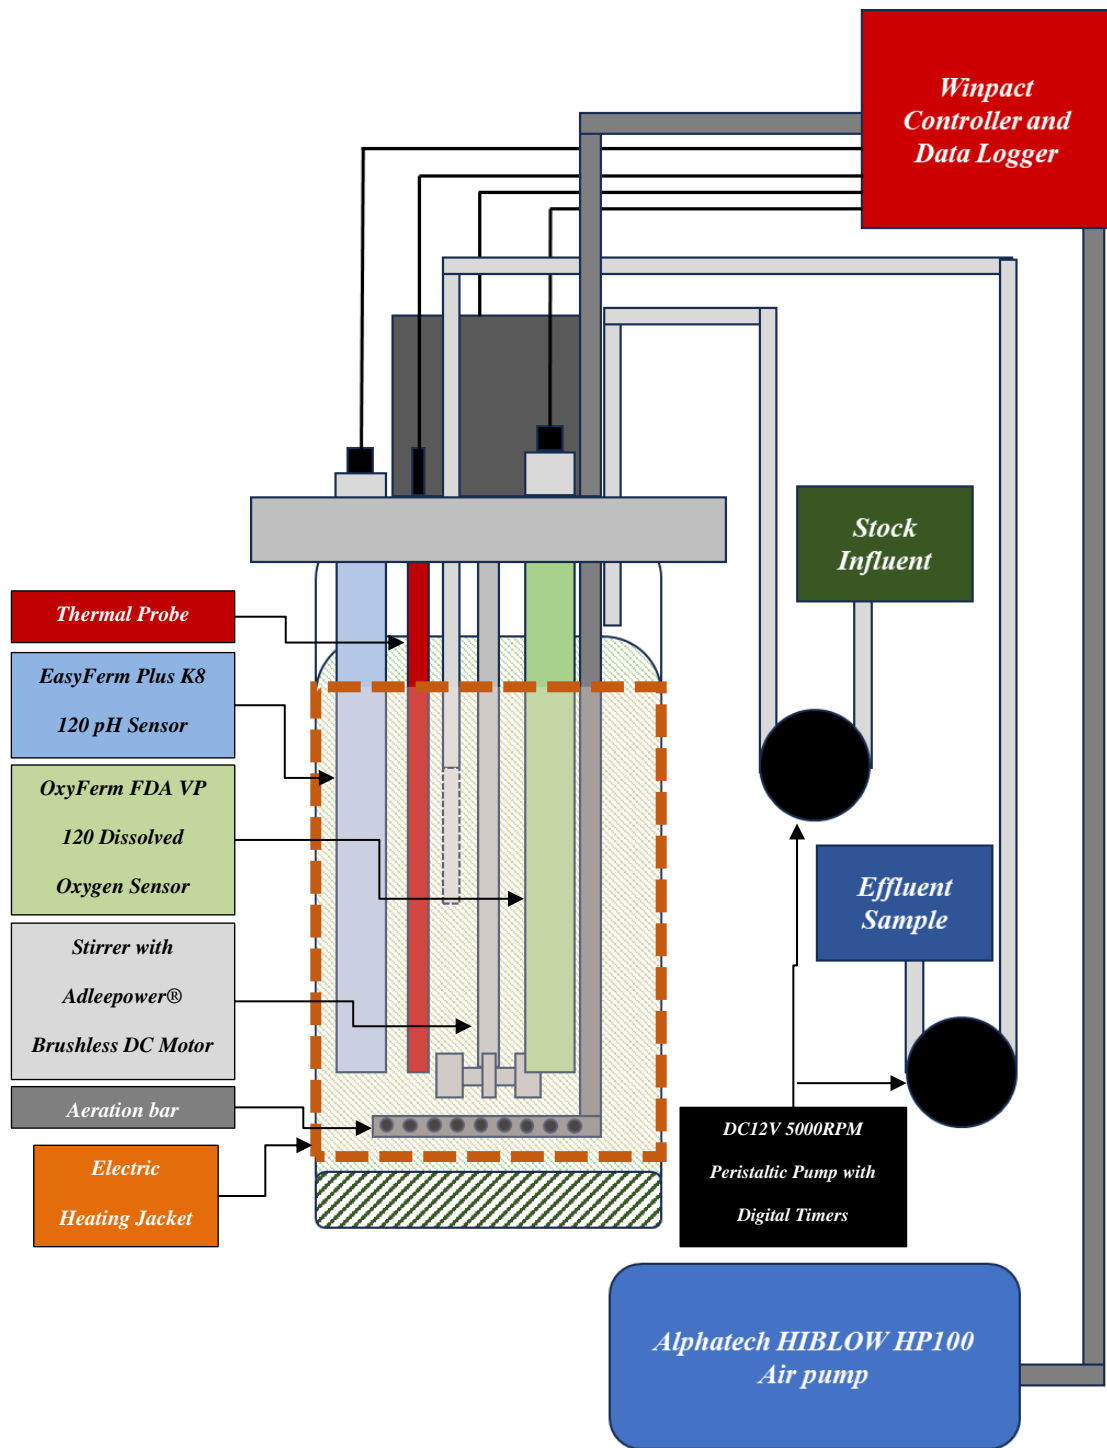 Winpact
Controller and
Data Logger
Stock
Influent
Thermal Probe
EasyFerm Plus K8
120 pH Sensor
OxyFerm FDA VP
120 Dissolved
Oxygen Sensor
Effluent
Sample
Stirrer with
Adleepower®
Brushless DC Motor
Aeration bar
Electric
Heating Jacket
DC12V 5000RPM
Peristaltic Pump with
Digital Timers
Alphatech HIBLOW HP100
Air pump